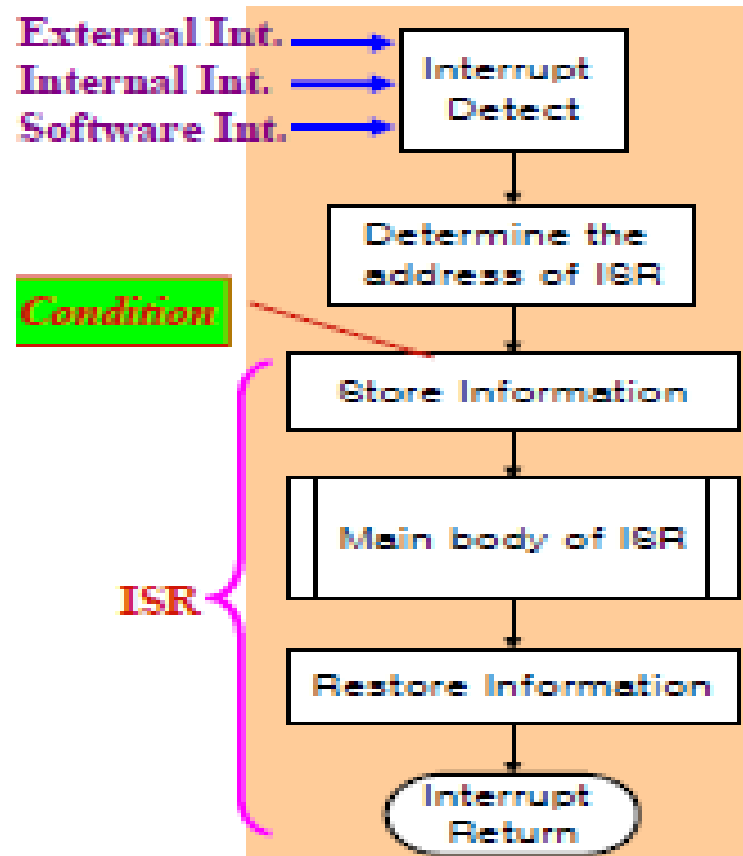 External Int.
Internal Int.
Software Int.
Interrupt
Detect
Determine the
address of ISR
Condition
Store Information
Main body of ISR
ISR
Restore Information
Interrupt
Return